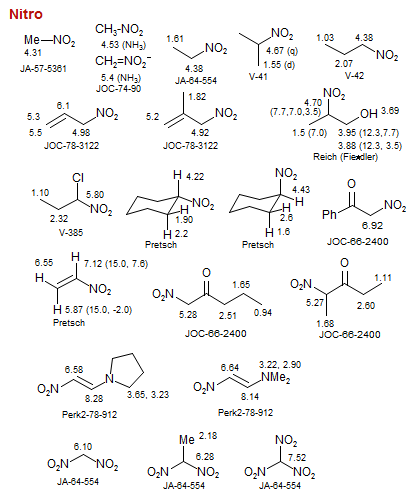 Nitro
Me—NO2
4.31
JA-57-5361
CH3-NO2
4.53 (NH3)
CH2=NO2-
5.4 (NH3)
JOC-74-90
1.61
NO2
4.38
JA-64-554
NO2
4.67 (q)
1.55 (d)
V-41
1.03
4.38
NO2
2.07
V-42
5.3
6.1
NO2
5.5
4.98
JOC-78-3122
1.82
5.2
NO2
4.92
JOC-78-3122
4.70
NO2
(7.7,7.0,3.5)
OH
3.69
1.5 (7.0)
3.95 (12.3,7.7)
3.88 (12.3, 3.5)
Reich (Fiedler)
1.10
Cl
5.80
NO2
2.32
V-385
H
4.22
NO2
H
1.90
H
2.2
Pretsch
NO2
4.43
H
H
2.6
H
1.6
Pretsch
O
Ph
NO2
6.92
JOC-66-2400
6.55
7.12 (15.0, 7.6)
H
H
NO2
H
5.87 (15.0, -2.0)
Pretsch
O
1.65
NO2
5.28
2.51
0.94
JOC-66-2400
O
1.11
NO2
5.27
2.60
1.68
JOC-66-2400
6.58
N
O2N
8.28
3.65, 3.23
Perk2-78-912
6.64
3.22, 2.90
NMe2
O2N
8.14
Perk2-78-912
6.10
O2N
NO2
JA-64-554
Me
2.18
6.28
O2N
NO2
JA-64-554
NO2
7.52
O2N
NO2
JA-64-554